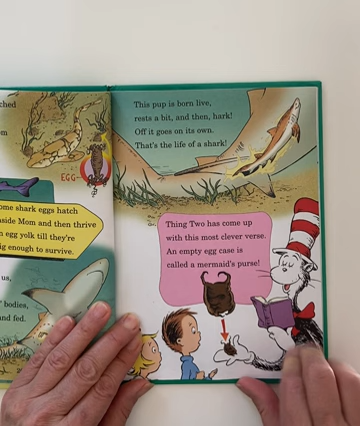 ched
EGG
ome shark eggs hatch
side Mom and then thrive
n egg yolk till they're
ig enough to survive.
us,
bodies,
nd fed.
This pup is born live,
rests a bit, and then, hark!
Off it goes on its own.
That's the life of a shark!
Thing Two has come up
with this most clever verse.
An empty egg case is
called a mermaid's purse!